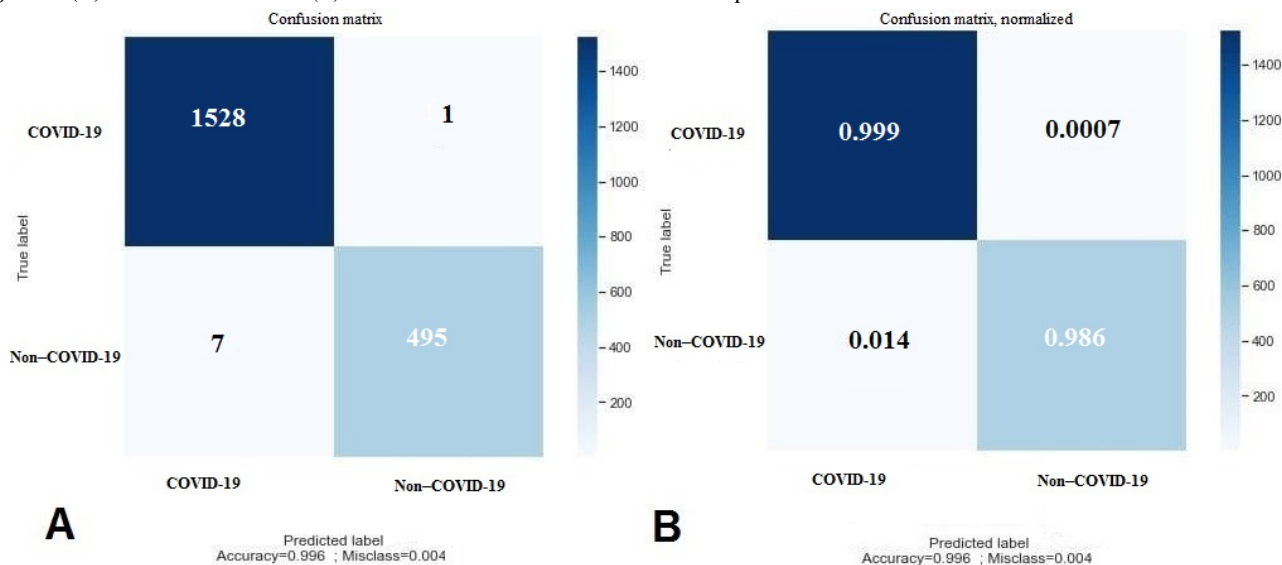 Confusion matrix
1528
1
COVID-19
True label
7
495
Non–COVID-19
COVID-19
Non–COVID-19
1400
1200
1000
800
600
400
200
A
Predicted label
Accuracy=0.996 ; Misclass=0.004
Confusion matrix, normalized
0.999
0.0007
COVID-19
True label
0.014
0.986
Non–COVID-19
COVID-19
Non–COVID-19
1400
1200
1000
800
600
400
200
B
Predicted label
Accuracy=0.996 ; Misclass=0.004